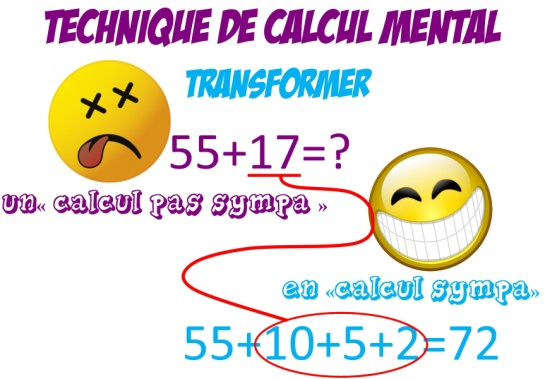 TECHNIQUE DE CALCUL MENTAL
TRANSFORMER
55+17=?
un« calcul pas sympa »
en «calcul sympa»
55+10+5+2=72